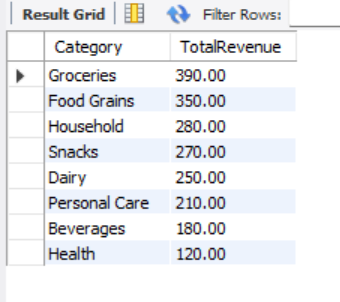 Result Grid Filter Rows:
Category TotalRevenue
Groceries 390.00
Food Grains 350.00
Household 280.00
Snacks 270.00
Dairy 250.00
Personal Care 210.00
Beverages 180.00
Health 120.00